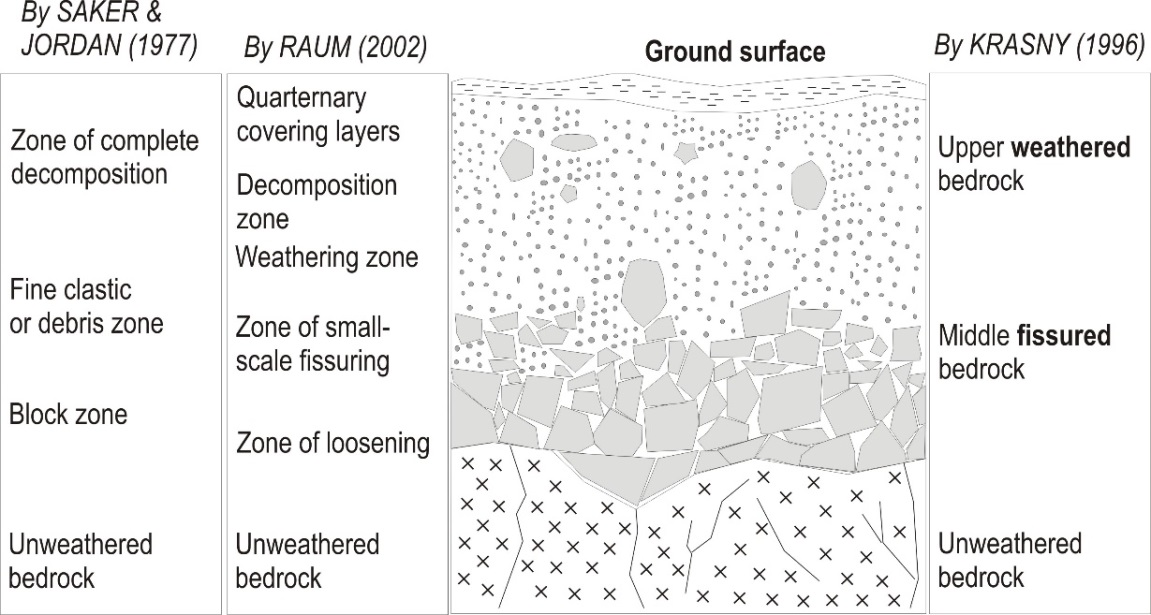 By SAKER &
JORDAN (1977)
Zone of complete
decomposition
Fine clastic
or debris zone
Block zone
Unweathered
bedrock
By RAUM (2002)
Quarternary
covering layers
Decomposition
zone
Weathering zone
Zone of small-
scale fissuring
Zone of loosening
Unweathered
bedrock
Ground surface
By KRASNY (1996)
Upper weathered
bedrock
Middle fissured
bedrock
Unweathered
bedrock